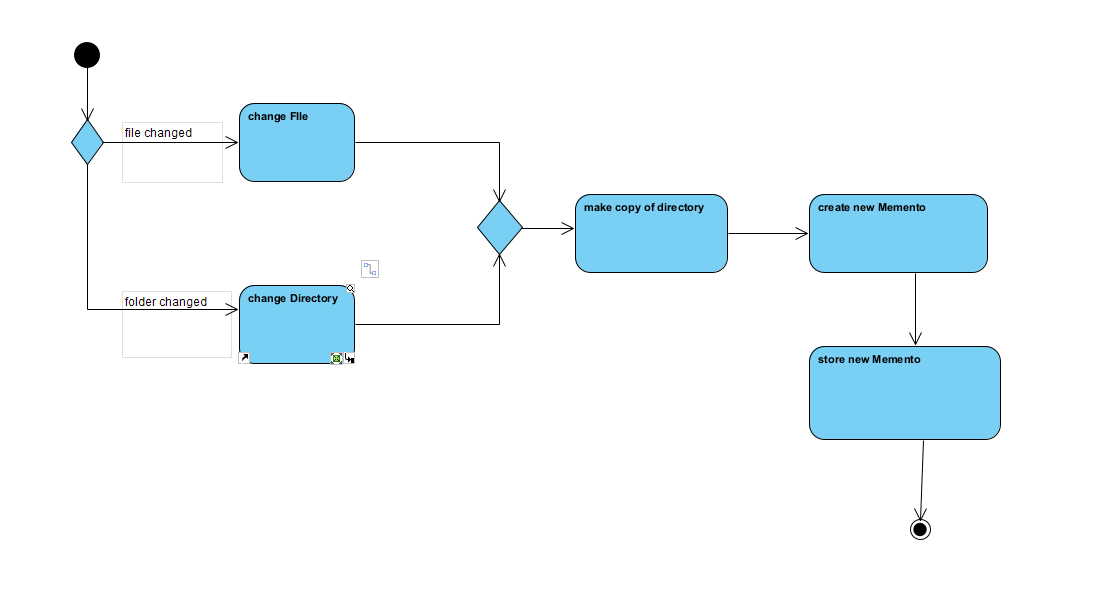 file changed
change FIle
make copy of directory
create new Memento
folder changed
change Directory
store new Memento